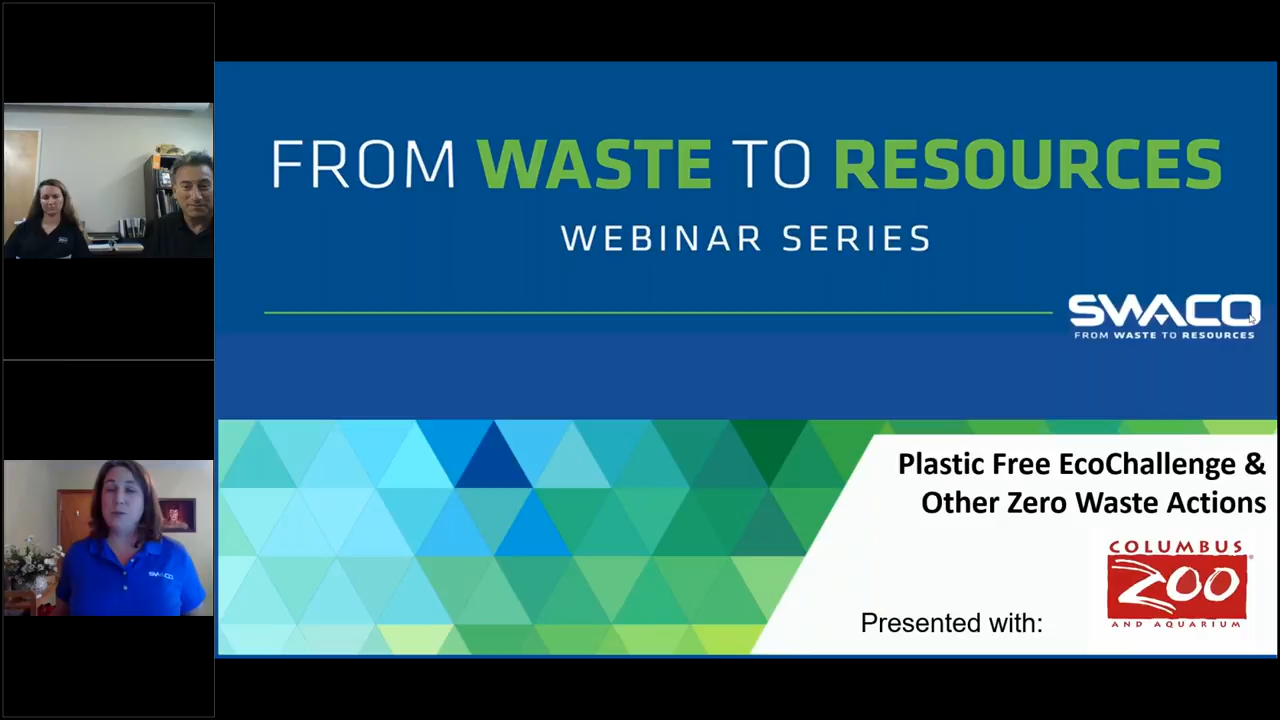 FROM WASTE TO RESOURCES
WEBINAR SERIES
SWACO
FROM WASTE TO RESOURCES
Plastic Free EcoChallenge &
Other Zero Waste Actions
COLUMBUS
ZOO
AND AQUARIUM
Presented with:
SWACO